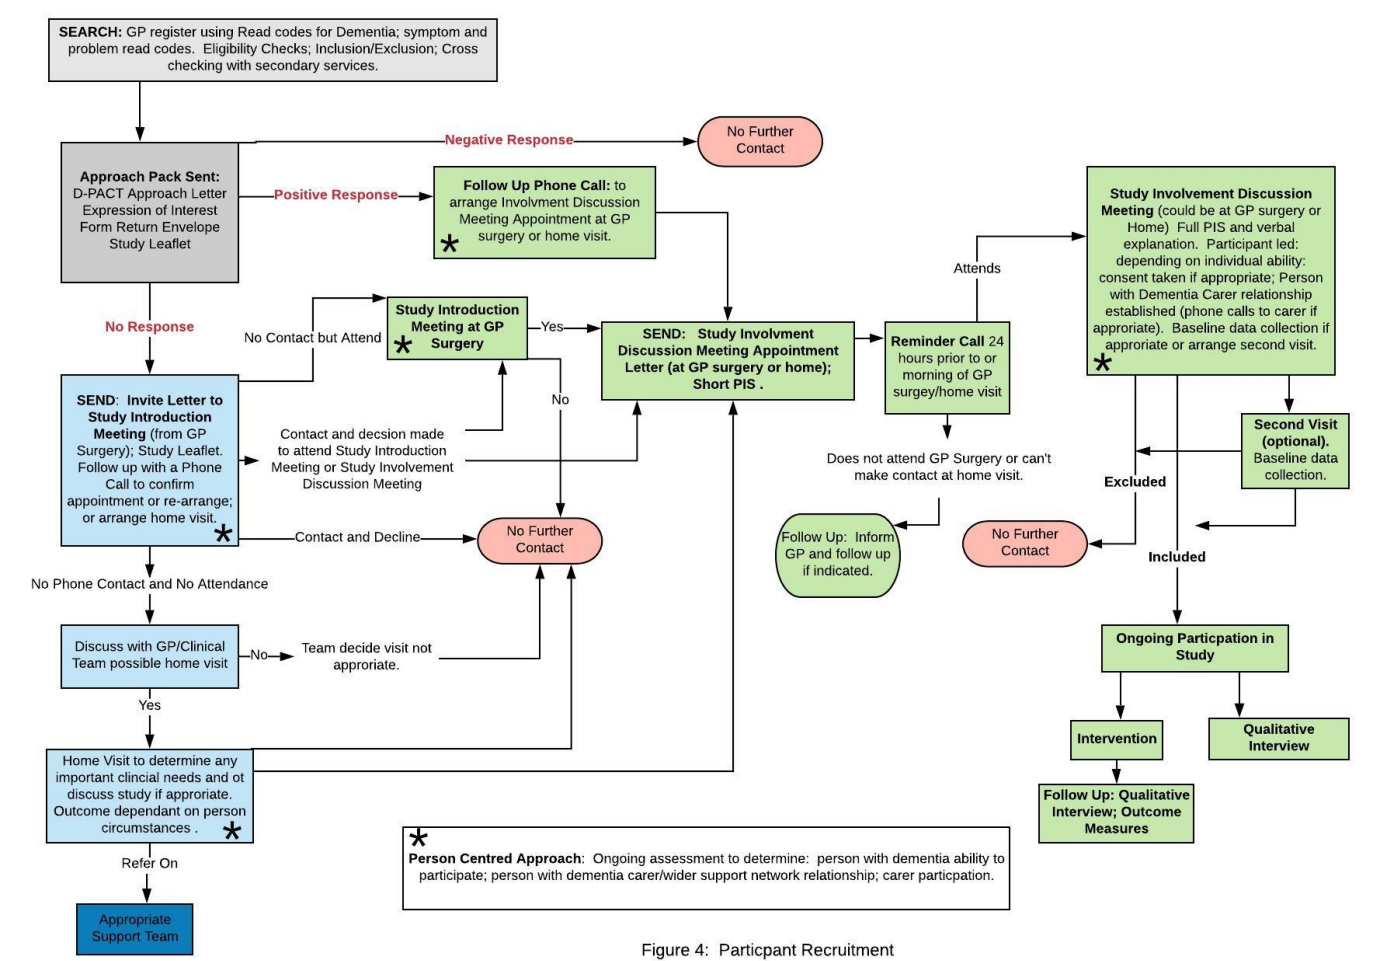 SEARCH: GP register using Read codes for Dementia; symptom and
problem read codes. Eligibility Checks; Inclusion/Exclusion; Cross
checking with secondary services.
Negative Response
No Further
Contact
Approach Pack Sent:
D-PACT Approach Letter
Expression of Interest
Form Return Envelope
Study Leaflet
Positive Response
Follow Up Phone Call: to
arrange Involvment Discussion
Meeting Appointment at GP
surgery or home visit.
*
No Response
No Contact but Attend
Study Introduction
Meeting at GP
Surgery
*
Yes
No
SEND: Study Involvment
Discussion Meeting Appointment
Letter (at GP surgery or home);
Short PIS .
Reminder Call 24
hours prior to or
morning of GP
surgey/home visit
Attends
Study Involvement Discussion
Meeting (could be at GP surgery or
Home) Full PIS and verbal
explanation. Participant led:
depending on individual ability:
consent taken if appropriate; Person
with Dementia Carer relationship
established (phone calls to carer if
approriate). Baseline data collection if
approriate or arrange second visit.
*
SEND: Invite Letter to
Study Introduction
Meeting (from GP
Surgery); Study Leaflet.
Follow up with a Phone
Call to confirm
appointment or re-arrange;
or arrange home visit.
*
Contact and decsion made
to attend Study Introduction
Meeting or Study Involvement
Discussion Meeting
Contact and Decline
No Further
Contact
Does not attend GP Surgery or can't
make contact at home visit.
Follow Up: Inform
GP and follow up
if indicated.
Second Visit
(optional).
Baseline data
collection.
Excluded
No Further
Contact
Included
No Phone Contact and No Attendance
Discuss with GP/Clinical
Team possible home visit
No
Team decide visit not
approriate.
Yes
Home Visit to determine any
important clincial needs and ot
discuss study if approriate.
Outcome dependant on person
circumstances .
*
Refer On
Appropriate
Support Team
Ongoing Particpation in
Study
Intervention
Qualitative
Interview
Follow Up: Qualitative
Interview; Outcome
Measures
*
Person Centred Approach: Ongoing assessment to determine: person with dementia ability to
participate; person with dementia carer/wider support network relationship; carer particpation.
Figure 4: Particpant Recruitment